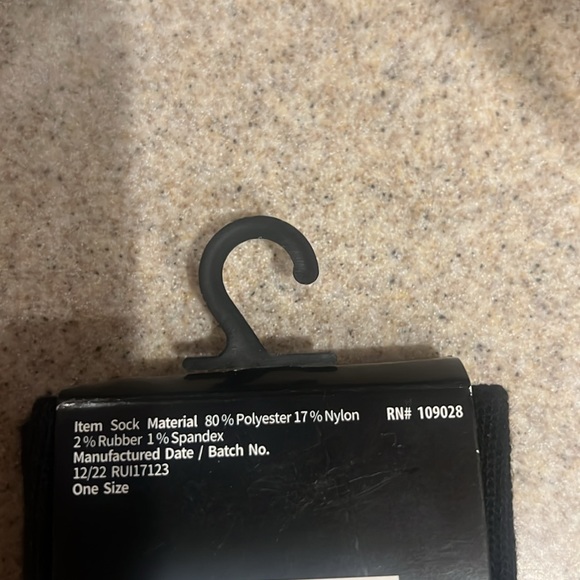 Item Sock Material 80% Polyester 17% Nylon RN# 109028
2% Rubber 1% Spandex
Manufactured Date / Batch No.
12/22 RUI17123
One Size